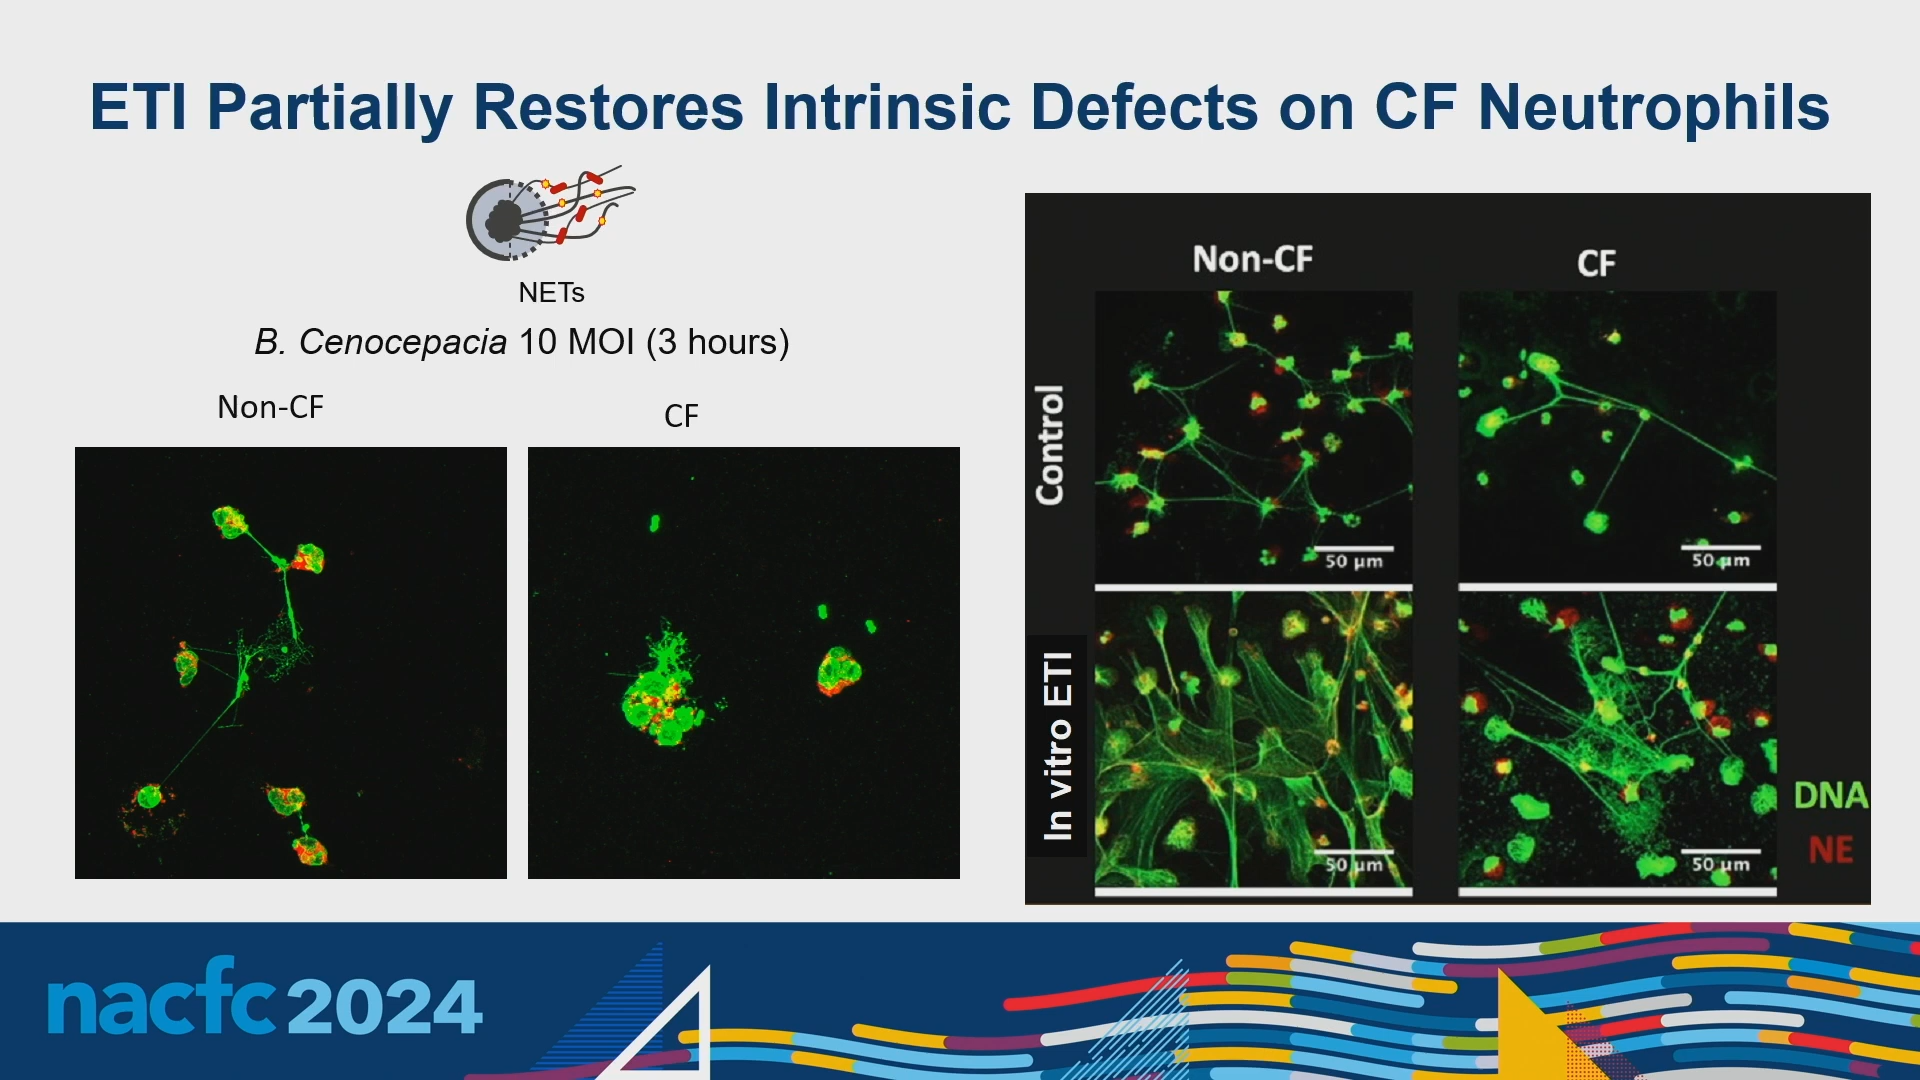 ETI Partially Restores Intrinsic Defects on CF Neutrophils
NETs
B. Cenocepacia 10 MOI (3 hours)
Non-CF
CF
Non-CF
CF
Control
50 µm
50 µm
In vitro ETI
50 µm
50 µm
DNA
NE
nacfc 2024